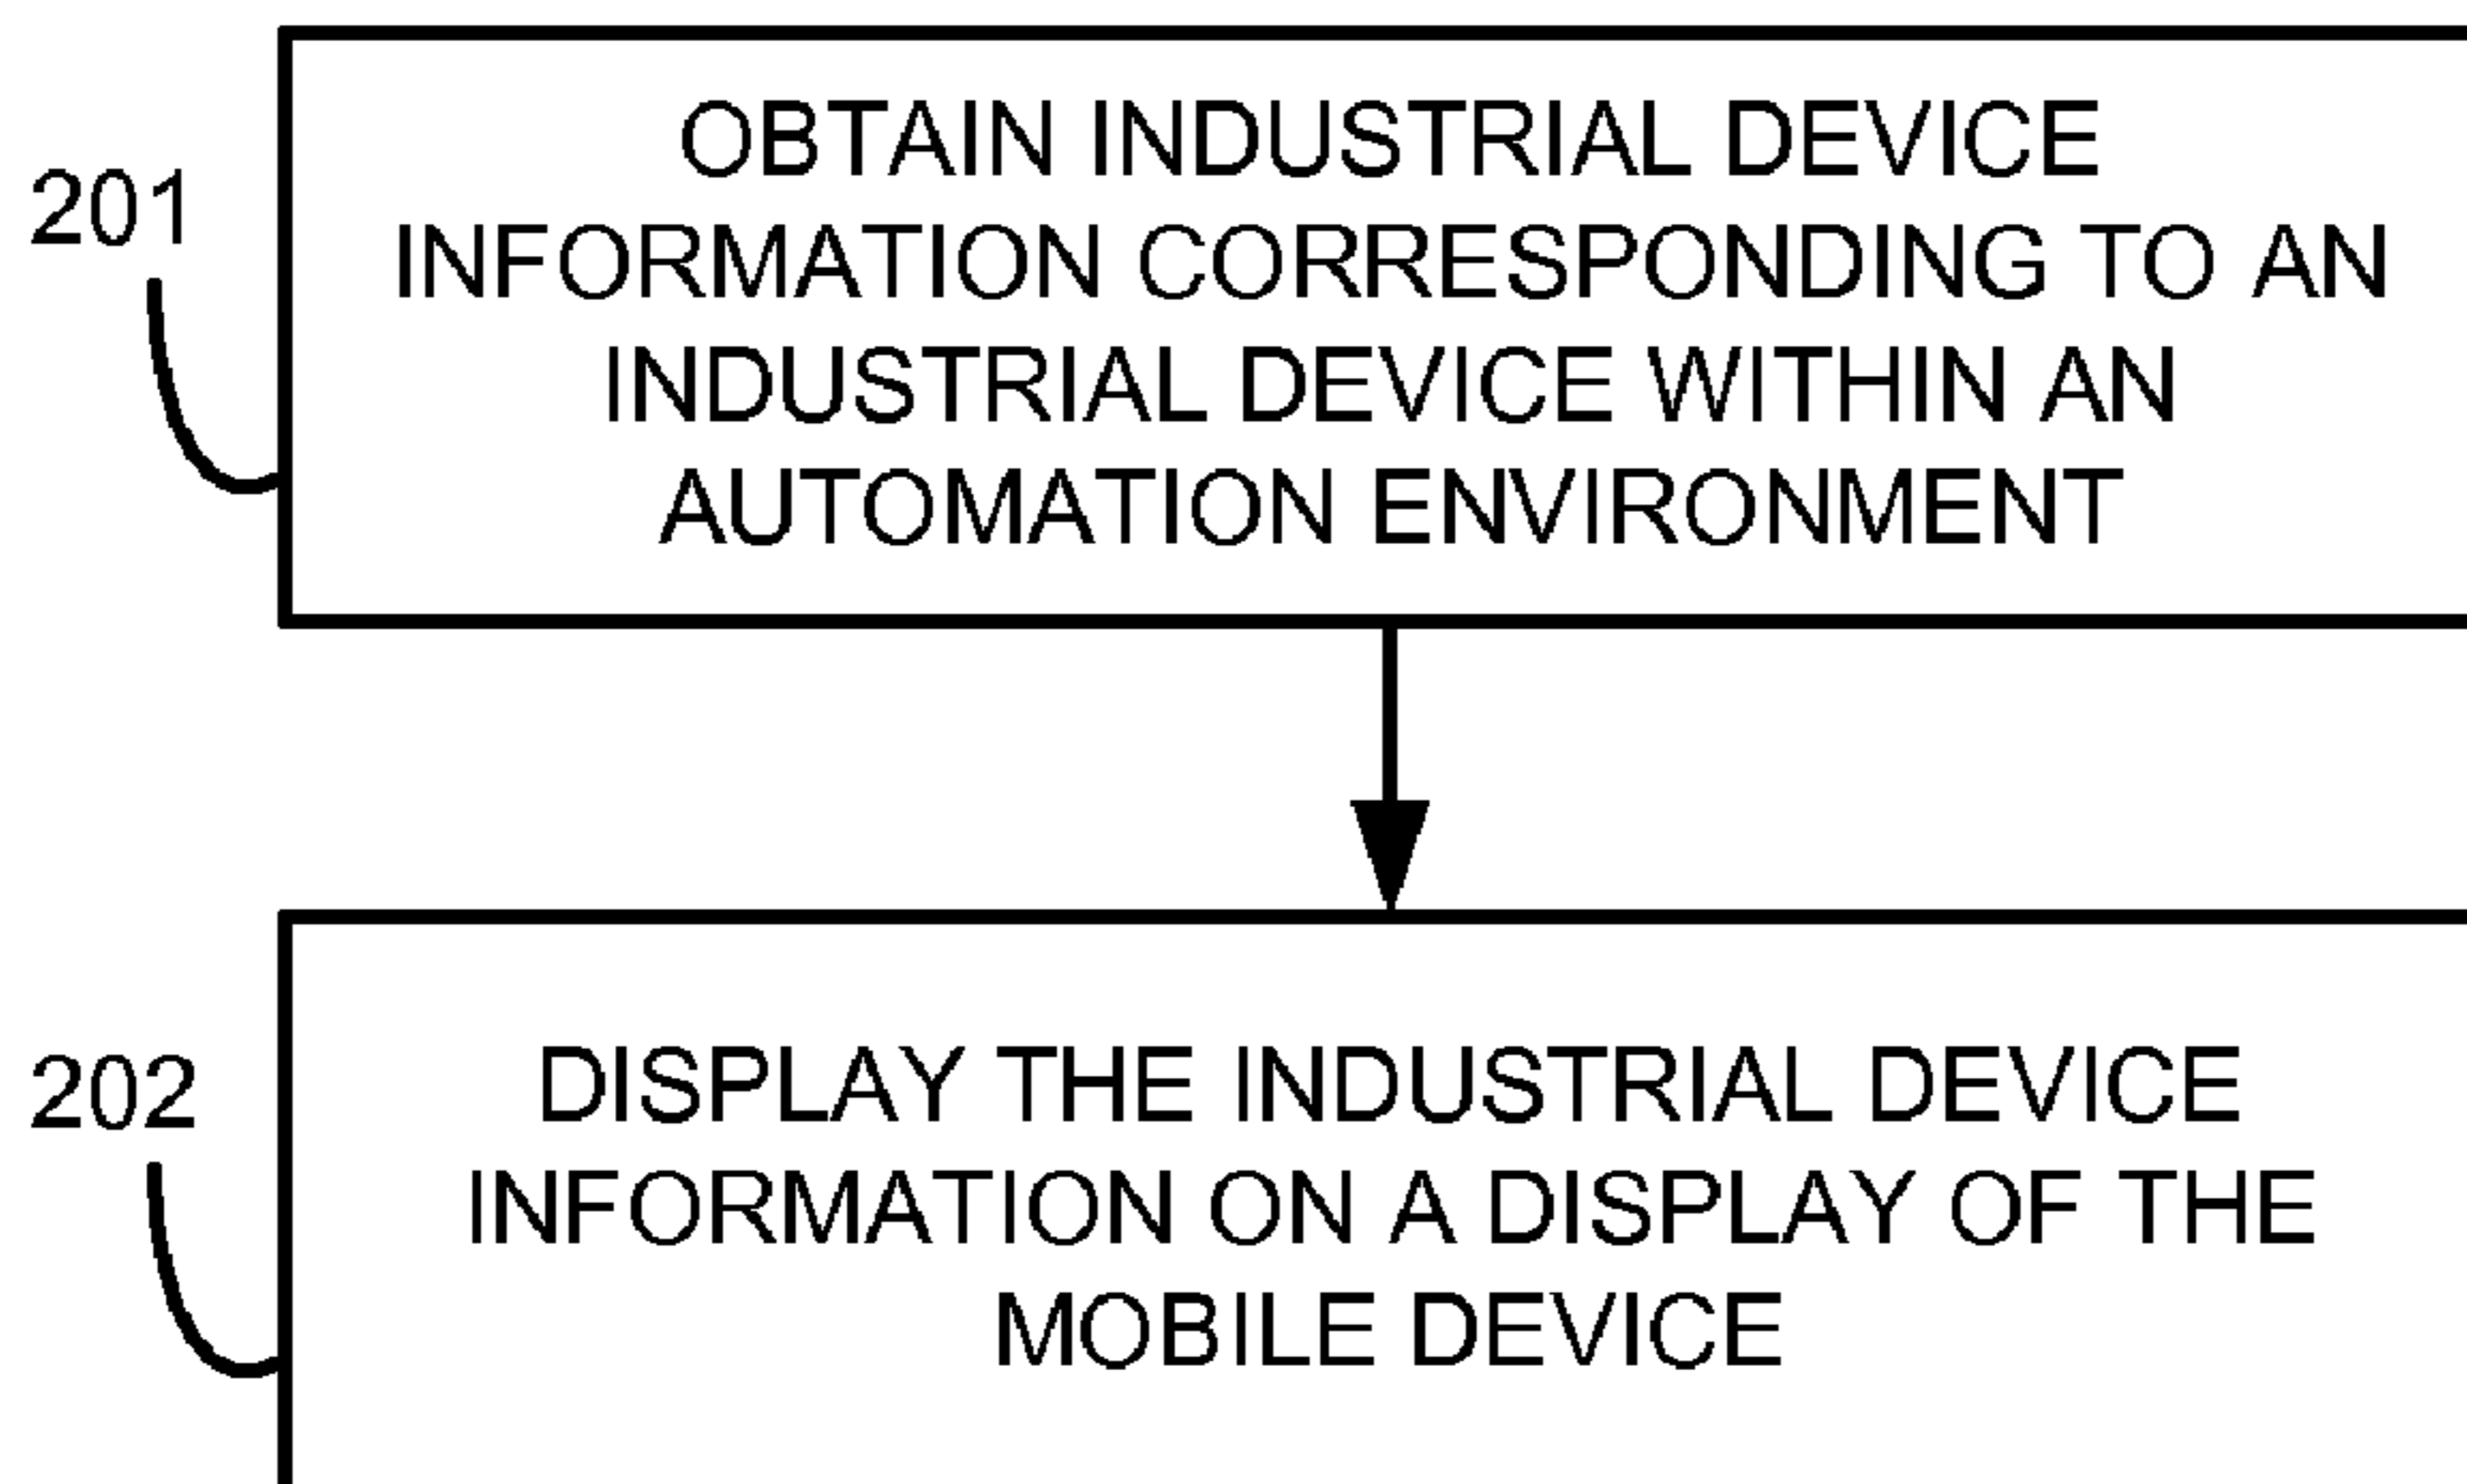 201
OBTAIN INDUSTRIAL DEVICE
INFORMATION CORRESPONDING TO AN
INDUSTRIAL DEVICE WITHIN AN
AUTOMATION ENVIRONMENT
202
DISPLAY THE INDUSTRIAL DEVICE
INFORMATION ON A DISPLAY OF THE
MOBILE DEVICE